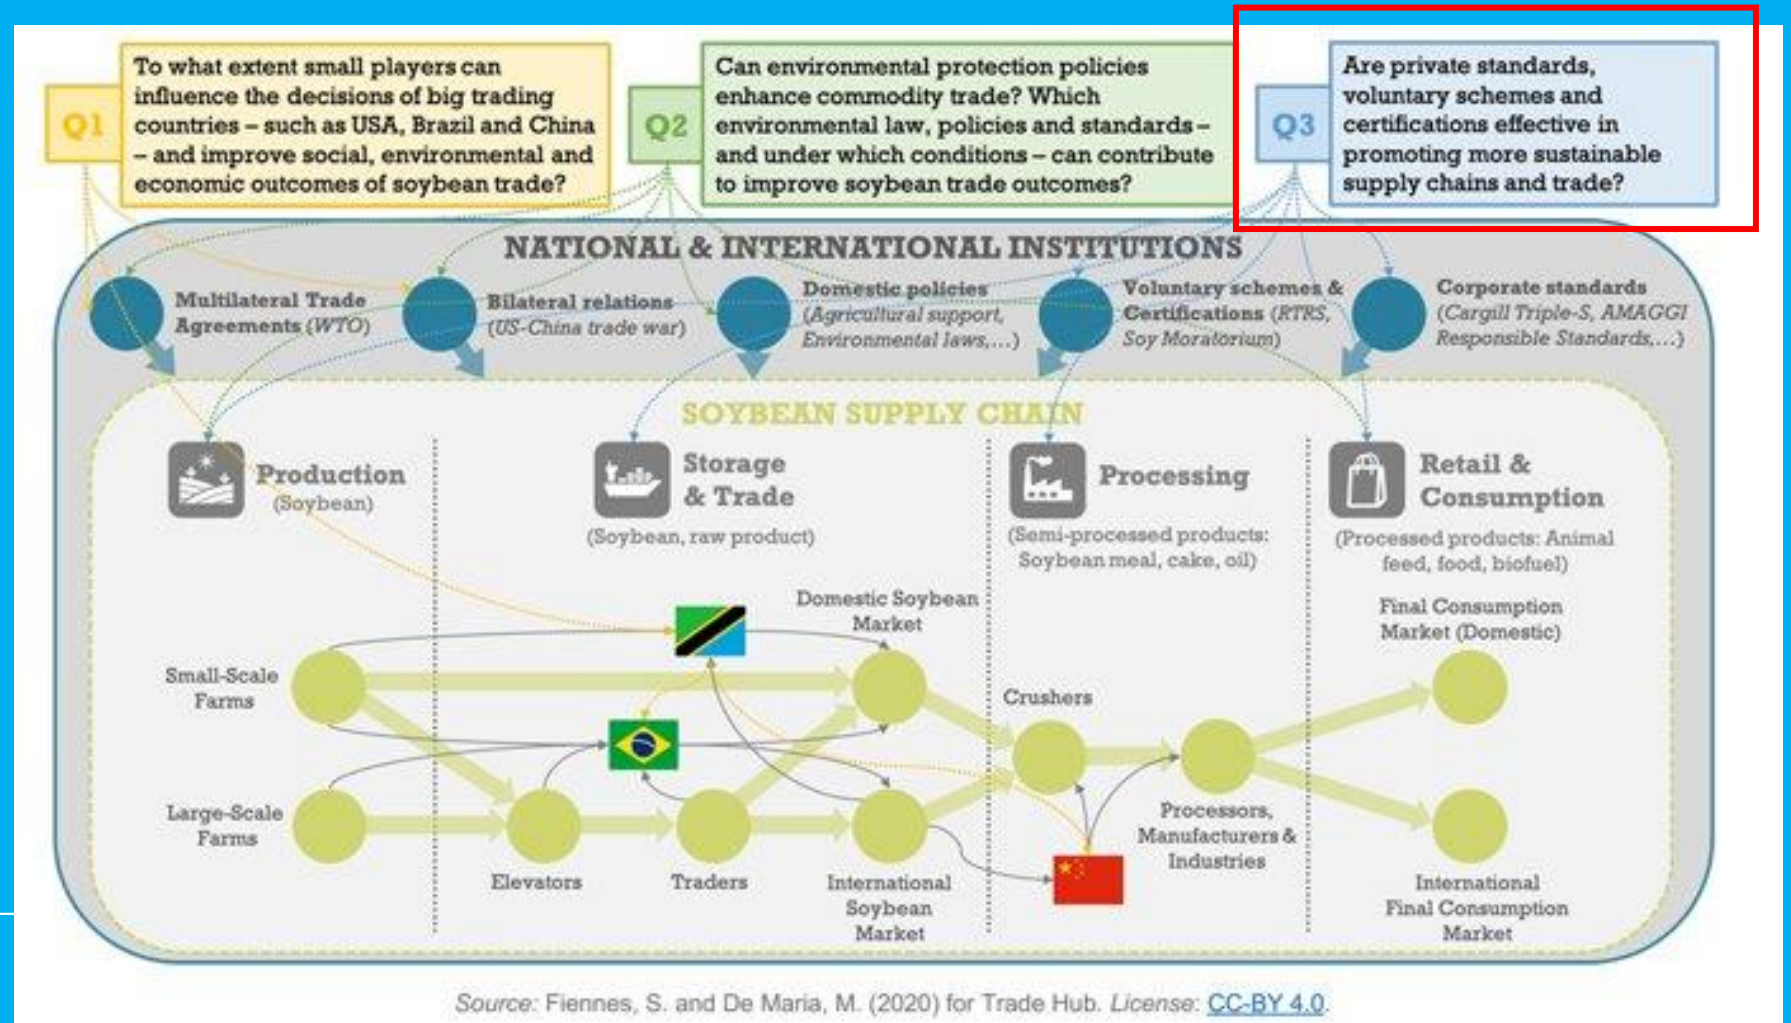 Q1
To what extent small players can
influence the decisions of big trading
countries – such as USA, Brazil and China
– and improve social, environmental and
economic outcomes of soybean trade?
Q2
Can environmental protection policies
enhance commodity trade? Which
environmental law, policies and standards –
and under which conditions – can contribute
to improve soybean trade outcomes?
Q3
Are private standards,
voluntary schemes and
certifications effective in
promoting more sustainable
supply chains and trade?
NATIONAL & INTERNATIONAL INSTITUTIONS
Multilateral Trade
Agreements (WTO)
Bilateral relations
(US-China trade war)
Domestic policies
(Agricultural support,
Environmental laws,...)
Voluntary schemes &
Certifications (RTRS,
Soy Moratorium)
Corporate standards
(Cargill Triple-S, AMAGGI
Responsible Standards,...)
SOYBEAN SUPPLY CHAIN
Production
(Soybean)
Storage
& Trade
(Soybean, raw product)
Processing
(Semi-processed products:
Soybean meal, cake, oil)
Retail &
Consumption
(Processed products: Animal
feed, food, biofuel)
Domestic Soybean
Market
Final Consumption
Market (Domestic)
Small-Scale
Farms
Crushers
Large-Scale
Farms
Processors,
Manufacturers &
Industries
Elevators
Traders
International
Soybean
Market
International
Final Consumption
Market
Source: Fiennes, S. and De Maria, M. (2020) for Trade Hub. License: CC-BY 4.0.